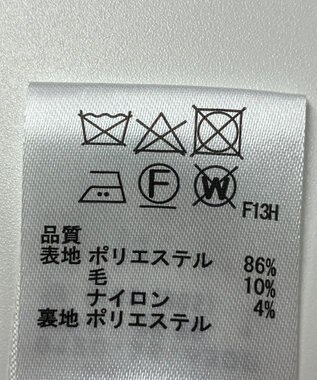 F W F13H
品質
表地 ポリエステル 86%
毛 10%
ナイロン 4%
裏地 ポリエステル